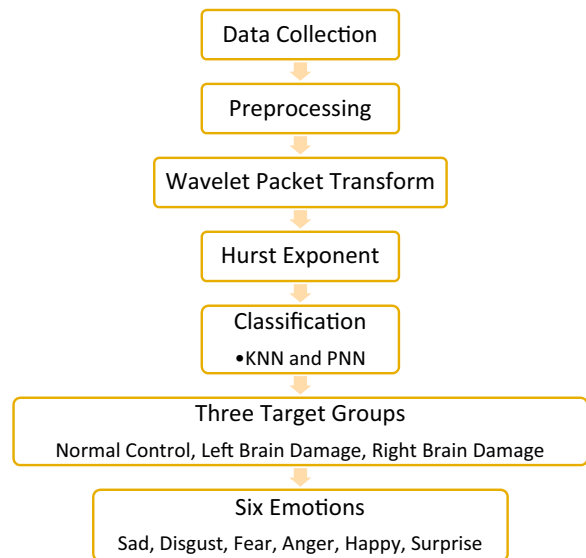 Data Collection
Preprocessing
Wavelet Packet Transform
Hurst Exponent
Classification
•KNN and PNN
Three Target Groups
Normal Control, Left Brain Damage, Right Brain Damage
Six Emotions
Sad, Disgust, Fear, Anger, Happy, Surprise